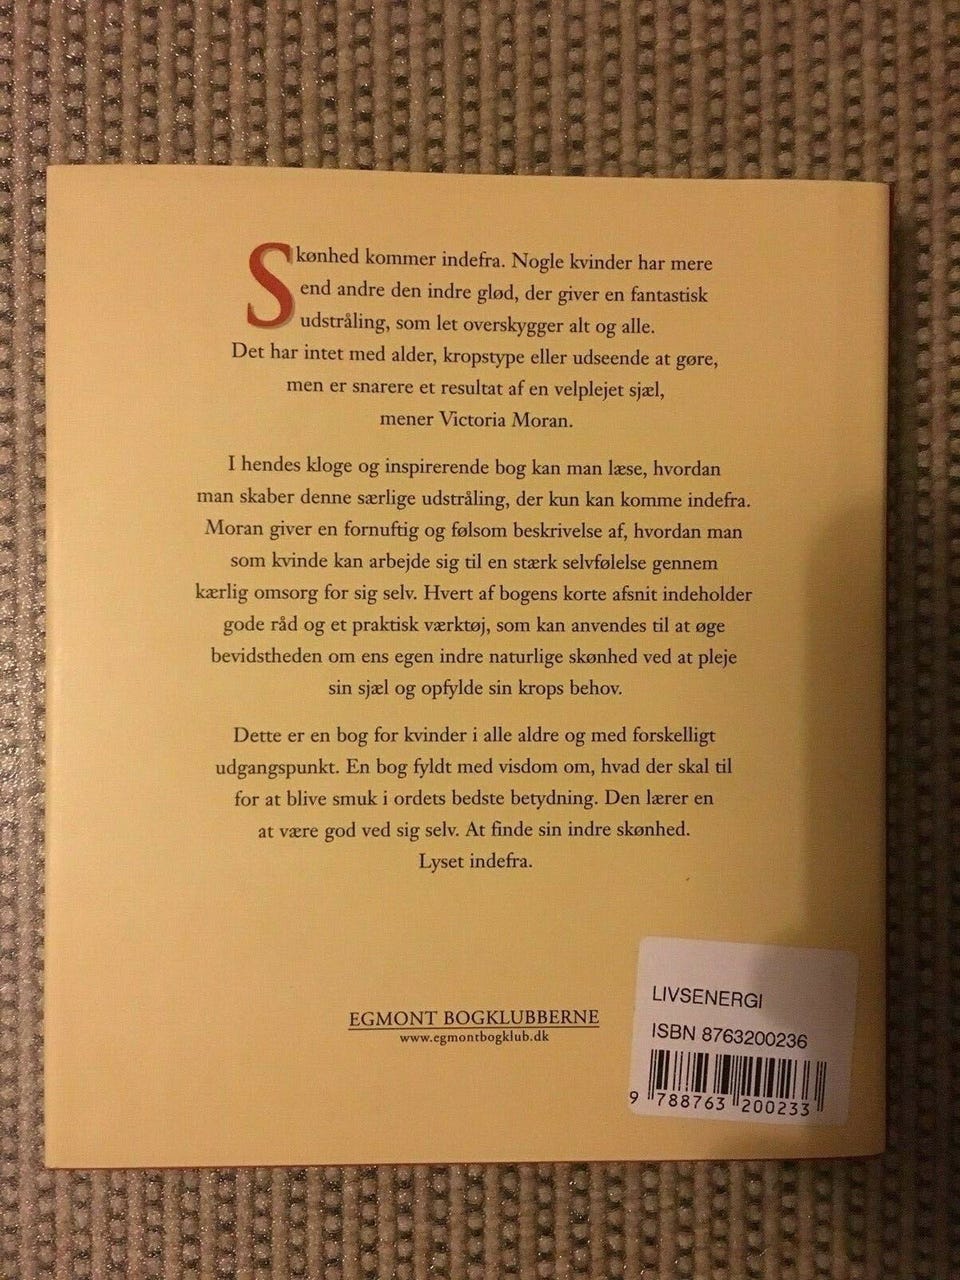 Skønhed kommer indefra. Nogle kvinder har mere
end andre den indre glød, der giver en fantastisk
udstråling, som let overskygger alt og alle.
Det har intet med alder, kropstype eller udseende at gøre,
men er snarere et resultat af en velplejet sjæl,
mener Victoria Moran.
I hendes kloge og inspirerende bog kan man læse, hvordan
man skaber denne særlige udstråling, der kun kan komme indefra.
Moran giver en fornuftig og følsom beskrivelse af, hvordan man
som kvinde kan arbejde sig til en stærk selvfølelse gennem
kærlig omsorg for sig selv. Hvert af bogens korte afsnit indeholder
gode råd og et praktisk værktøj, som kan anvendes til at øge
bevidstheden om ens egen indre naturlige skønhed ved at pleje
sin sjæl og opfylde sin krops behov.
Dette er en bog for kvinder i alle aldre og med forskelligt
udgangspunkt. En bog fyldt med visdom om, hvad der skal til
for at blive smuk i ordets bedste betydning. Den lærer en
at være god ved sig selv. At finde sin indre skønhed.
Lyset indefra.
EGMONT BOGKLUBBERNE
www.egmontbogklub.dk
LIVSENERGI
ISBN 8763200236
9 788763 200233